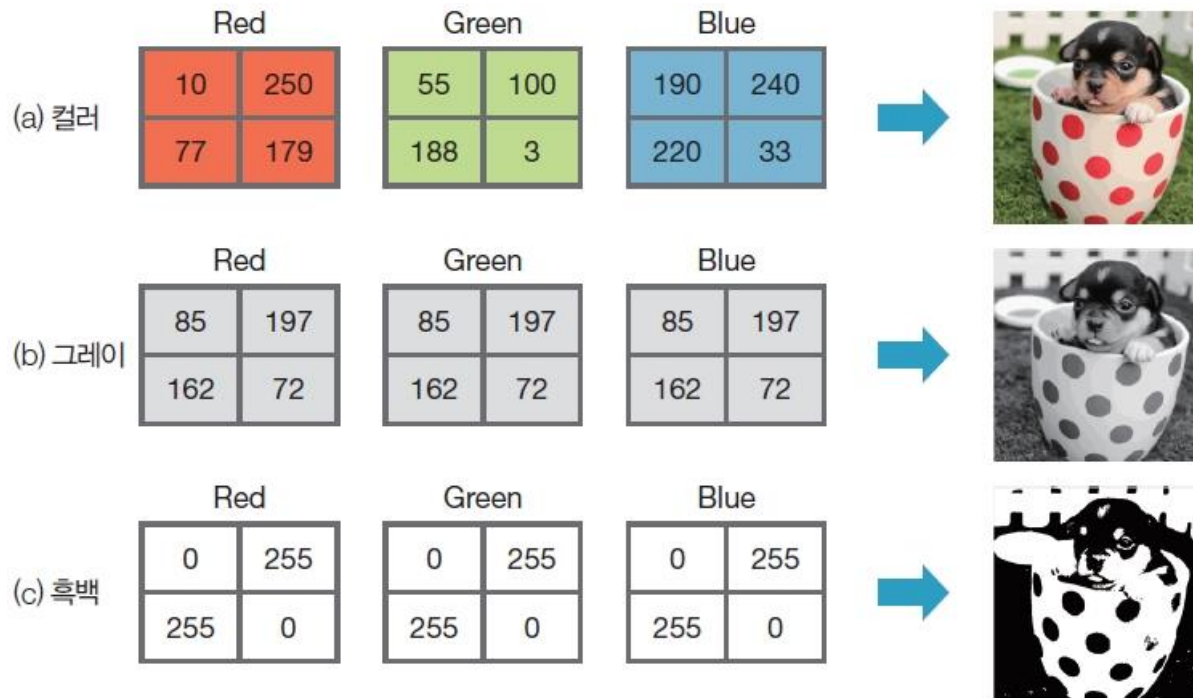 Red Green Blue
(a) 컬러
10 250 55 100 190 240
77 179 188 3 220 33
Red Green Blue
(b) 그레이
85 197 85 197 85 197
162 72 162 72 162 72
Red Green Blue
(c) 흑백
0 255 0 255 0 255
255 0 255 0 255 0